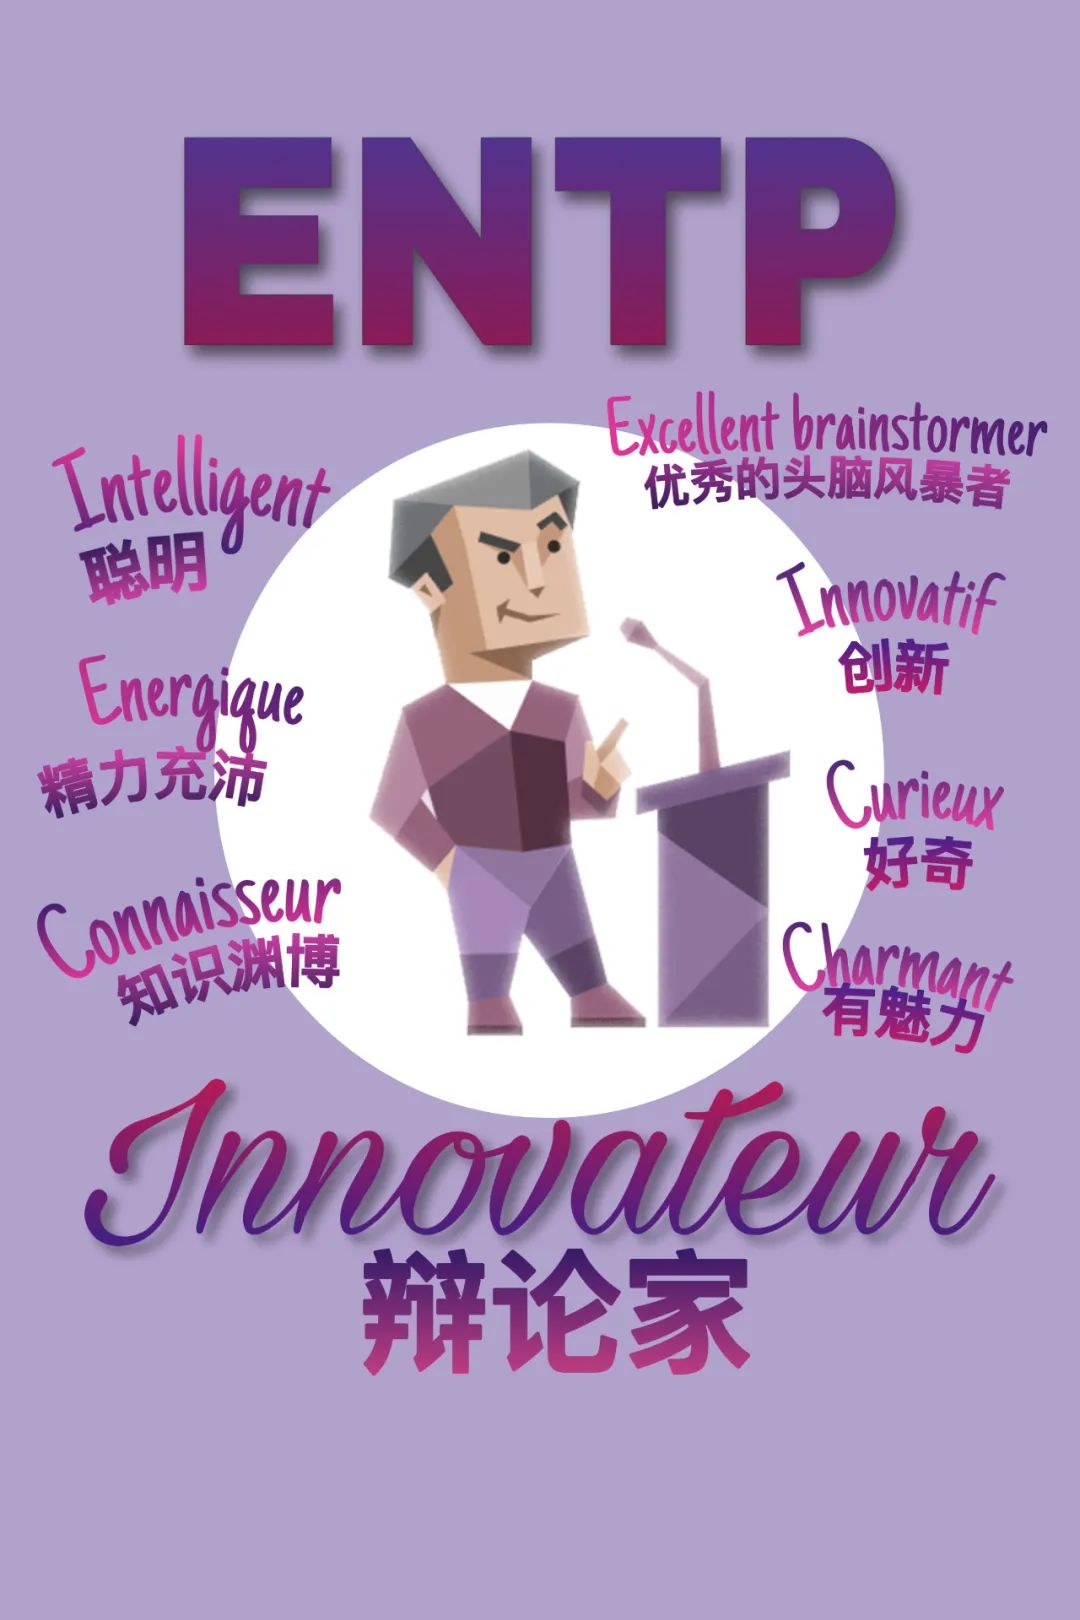 ENTP
Excellent brainstormer
优秀的头脑风暴者
Intelligent
聪明
Innovatif
创新
Energique
精力充沛
Curieux
好奇
Connaisseur
知识渊博
Charmant
有魅力
Innovateur
辩论家